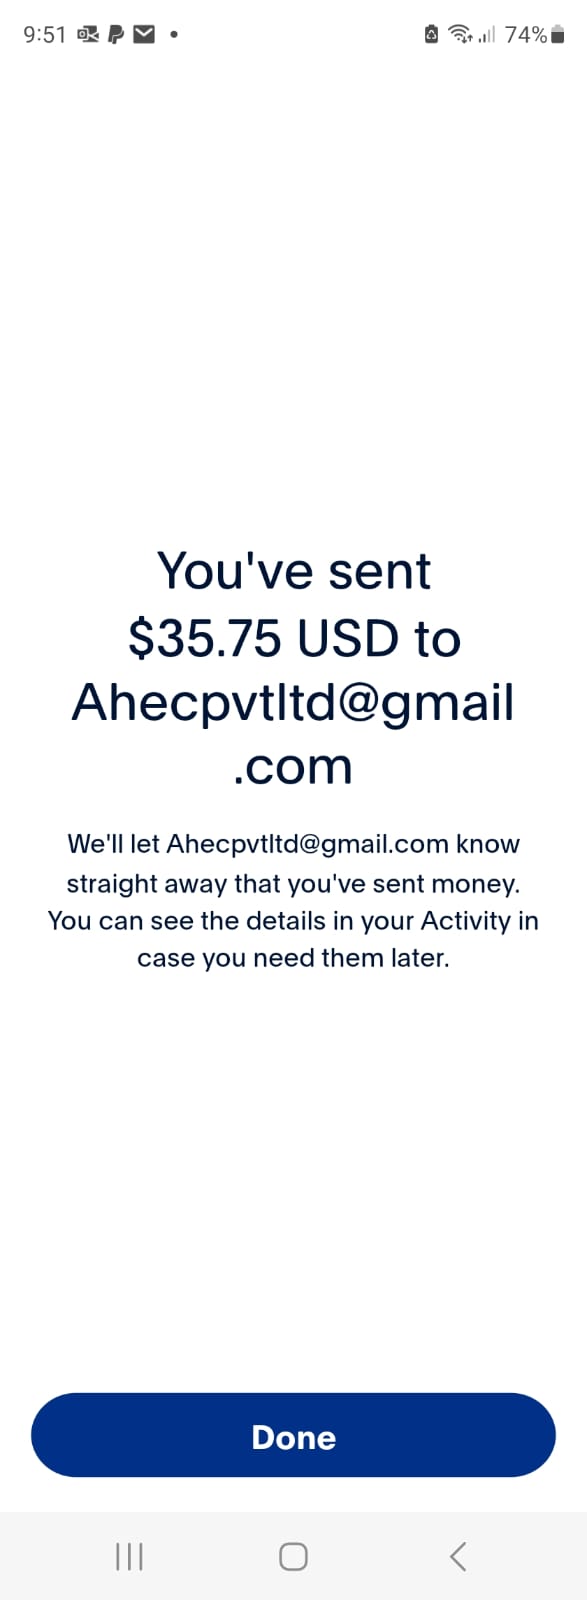 9:51 74%
You've sent
$35.75 USD to
Ahecpvtltd@gmail
.com
We'll let Ahecpvtltd@gmail.com know
straight away that you've sent money.
You can see the details in your Activity in
case you need them later.
Done